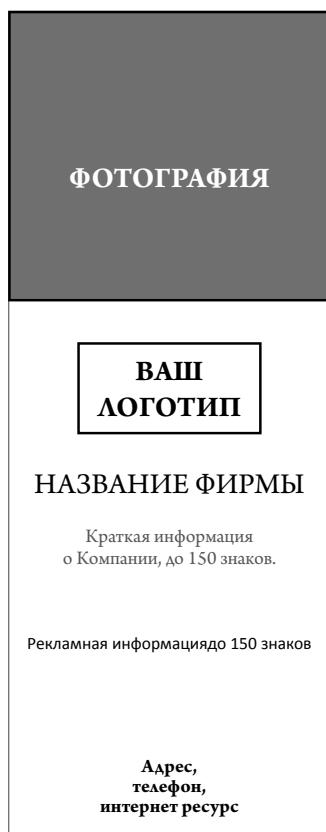 ФОТОГРАФИЯ
ВАШ
ЛОГОТИП
НАЗВАНИЕ ФИРМЫ
Краткая информация
о Компании, до 150 знаков.
Рекламная информациядо 150 знаков
Адрес,
телефон,
интернет ресурс